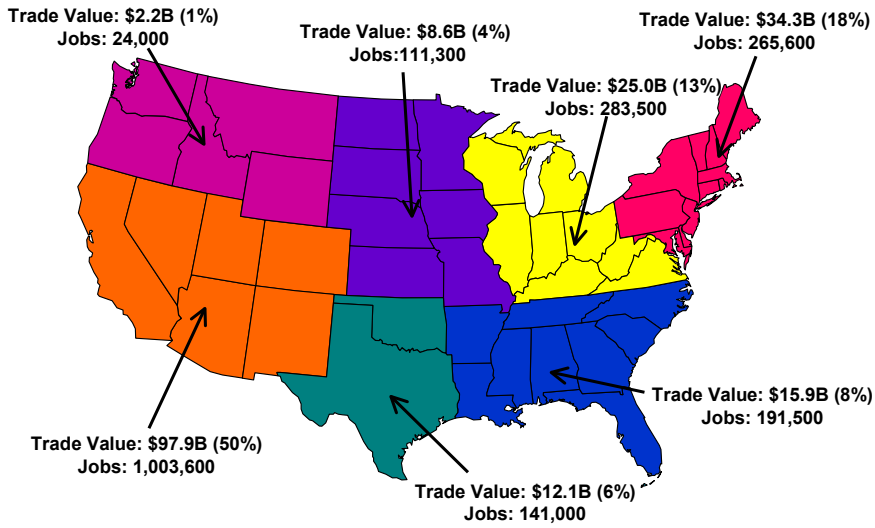 Trade Value: $2.2B (1%)
Jobs: 24,000
Trade Value: $8.6B (4%)
Jobs:111,300
Trade Value: $34.3B (18%)
Jobs: 265,600
Trade Value: $25.0B (13%)
Jobs: 283,500
Trade Value: $15.9B (8%)
Jobs: 191,500
Trade Value: $97.9B (50%)
Jobs: 1,003,600
Trade Value: $12.1B (6%)
Jobs: 141,000